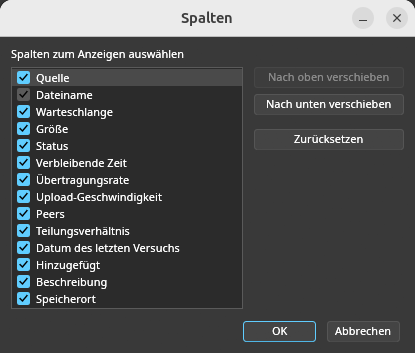 Spalten
Spalten zum Anzeigen auswählen
Quelle
Dateiname
Warteschlange
Größe
Status
Verbleibende Zeit
Übertragungsrate
Upload-Geschwindigkeit
Peers
Teilungsverhältnis
Datum des letzten Versuchs
Hinzugefügt
Beschreibung
Speicherort
Nach oben verschieben
Nach unten verschieben
Zurücksetzen
OK
Abbrechen